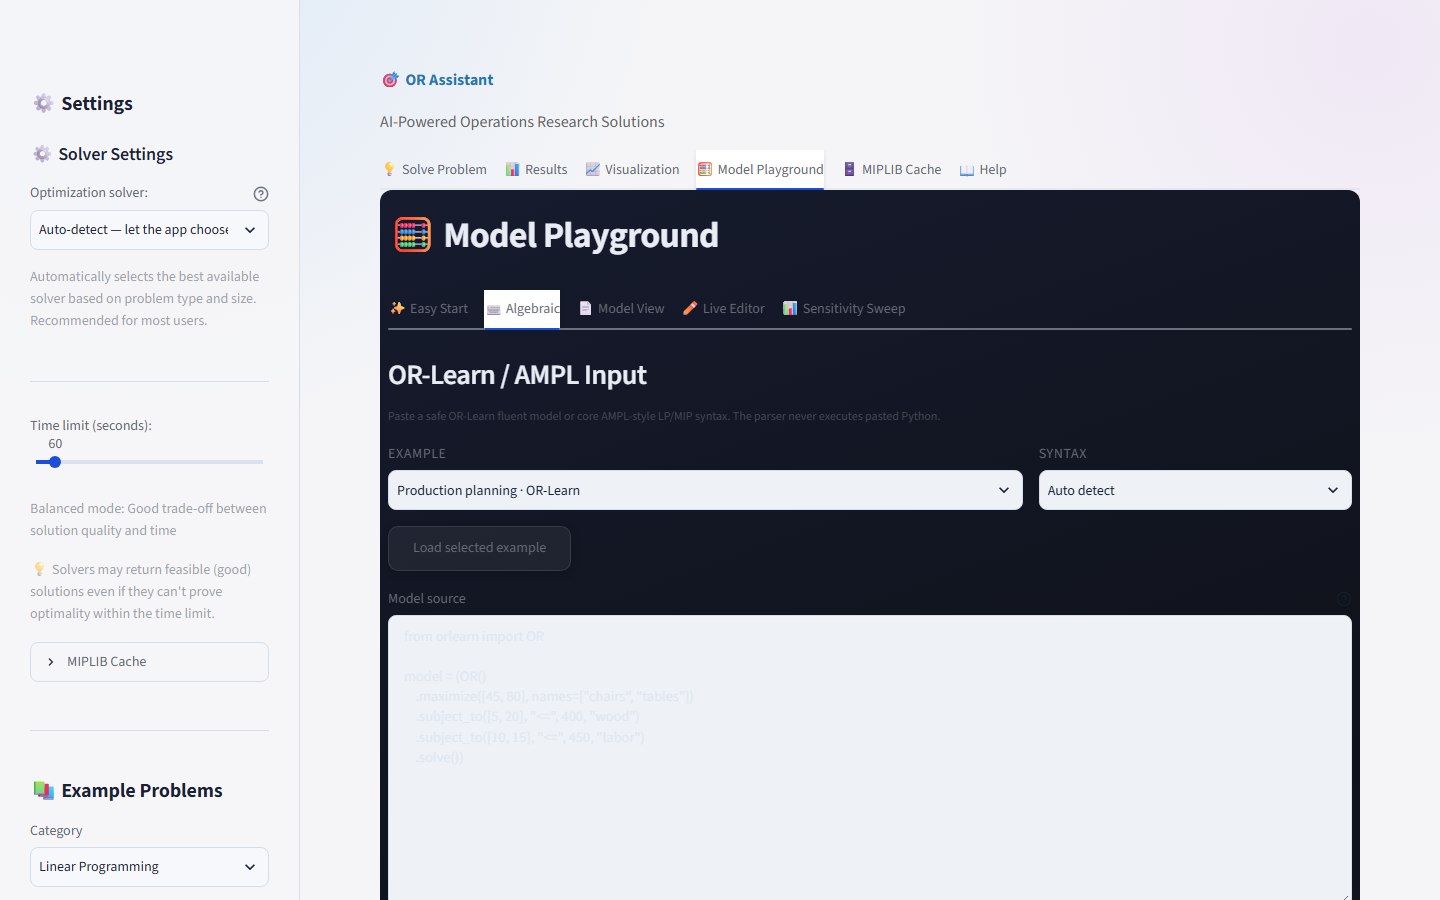 Settings
Solver Settings
Optimization solver:
Auto-detect — let the app choose
Automatically selects the best available
solver based on problem type and size.
Recommended for most users.
Time limit (seconds):
60
Balanced mode: Good trade-off between
solution quality and time
Solvers may return feasible (good)
solutions even if they can't prove
optimality within the time limit.
MIPLIB Cache
Example Problems
Category
Linear Programming
OR Assistant
AI-Powered Operations Research Solutions
Solve Problem
Results
Visualization
Model Playground
MIPLIB Cache
Help
Model Playground
Easy Start
Algebraic
Model View
Live Editor
Sensitivity Sweep
OR-Learn / AMPL Input
Paste a safe OR-Learn fluent model or core AMPL-style LP/MIP syntax. The parser never executes pasted Python.
EXAMPLE
SYNTAX
Production planning · OR-Learn
Auto detect
Load selected example
Model source
from orlearn import OR
model = (OR()
.maximize([45, 80], names=["chairs", "tables"])
.subject_to([5, 20], "<=", 400, "wood")
.subject_to([10, 15], "<=", 450, "labor")
.solve())